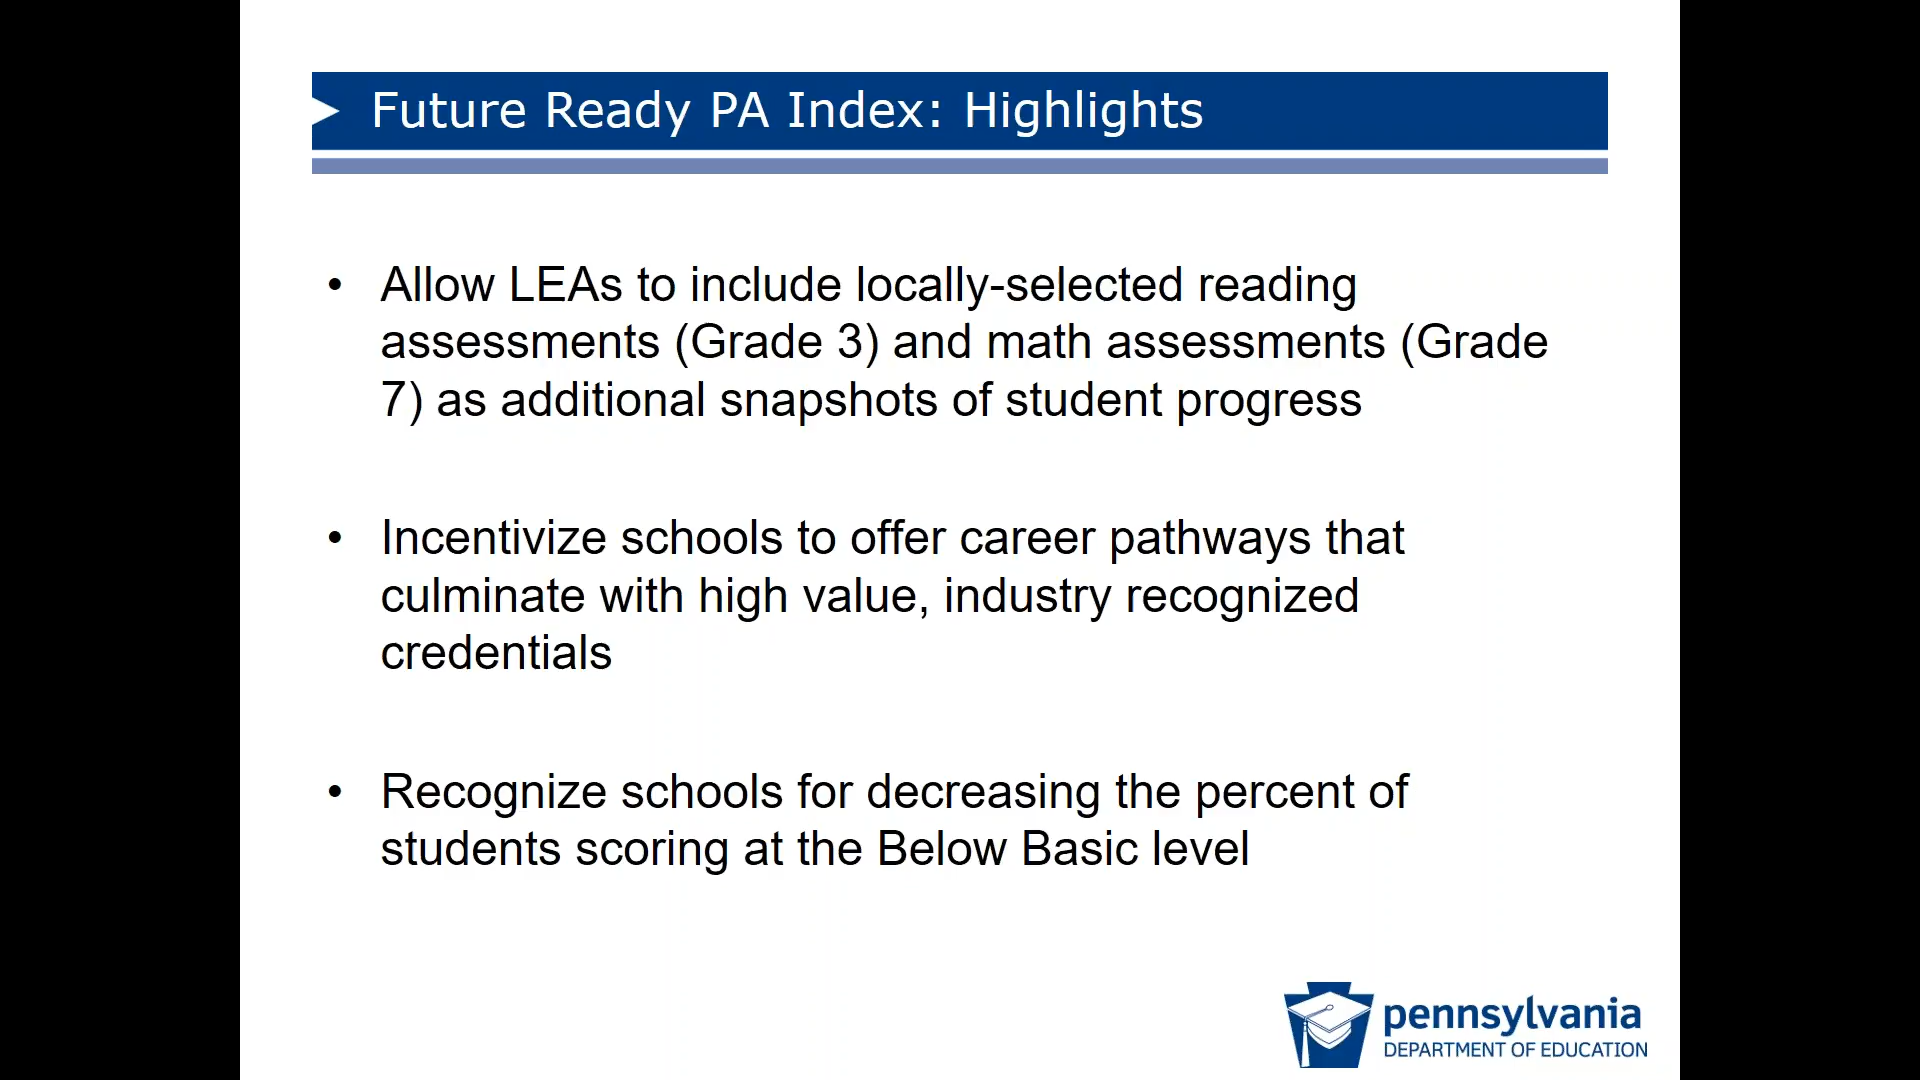 Future Ready PA Index: Highlights
• Allow LEAs to include locally-selected reading
assessments (Grade 3) and math assessments (Grade
7) as additional snapshots of student progress
• Incentivize schools to offer career pathways that
culminate with high value, industry recognized
credentials
• Recognize schools for decreasing the percent of
students scoring at the Below Basic level
pennsylvania
DEPARTMENT OF EDUCATION